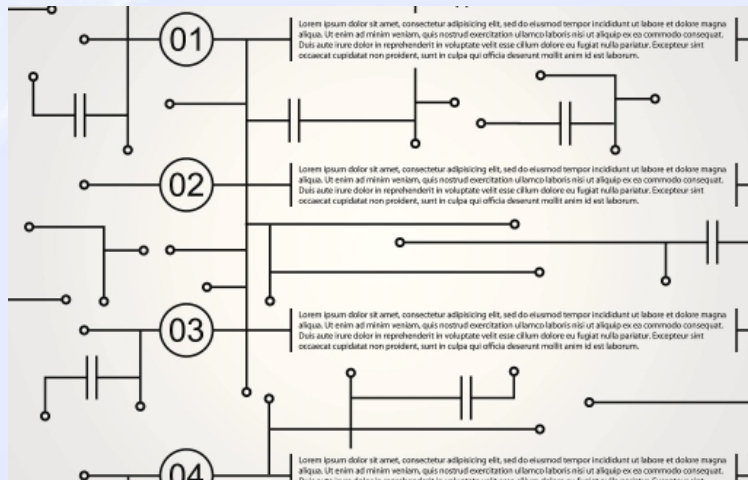 01
Lorem ipsum dolor sit amet, consectetur adipisicing elit, sed do eiusmod tempor incididunt ut labore et dolore magna
aliqua. Ut enim ad minim veniam, quis nostrud exercitation ullamco laboris nisi ut aliquip ex ea commodo consequat.
Duis aute irure dolor in reprehenderit in voluptate velit esse cillum dolore eu fugiat nulla pariatur. Excepteur sint
occaecat cupidatat non proident, sunt in culpa qui officia deserunt mollit anim id est laborum.
02
Lorem ipsum dolor sit amet, consectetur adipisicing elit, sed do eiusmod tempor incididunt ut labore et dolore magna
aliqua. Ut enim ad minim veniam, quis nostrud exercitation ullamco laboris nisi ut aliquip ex ea commodo consequat.
Duis aute irure dolor in reprehenderit in voluptate velit esse cillum dolore eu fugiat nulla pariatur. Excepteur sint
occaecat cupidatat non proident, sunt in culpa qui officia deserunt mollit anim id est laborum.
03
Lorem ipsum dolor sit amet, consectetur adipisicing elit, sed do eiusmod tempor incididunt ut labore et dolore magna
aliqua. Ut enim ad minim veniam, quis nostrud exercitation ullamco laboris nisi ut aliquip ex ea commodo consequat.
Duis aute irure dolor in reprehenderit in voluptate velit esse cillum dolore eu fugiat nulla pariatur. Excepteur sint
occaecat cupidatat non proident, sunt in culpa qui officia deserunt mollit anim id est laborum.
04
Lorem ipsum dolor sit amet, consectetur adipisicing elit, sed do eiusmod tempor incididunt ut labore et dolore magna
aliqua. Ut enim ad minim veniam, quis nostrud exercitation ullamco laboris nisi ut aliquip ex ea commodo consequat.